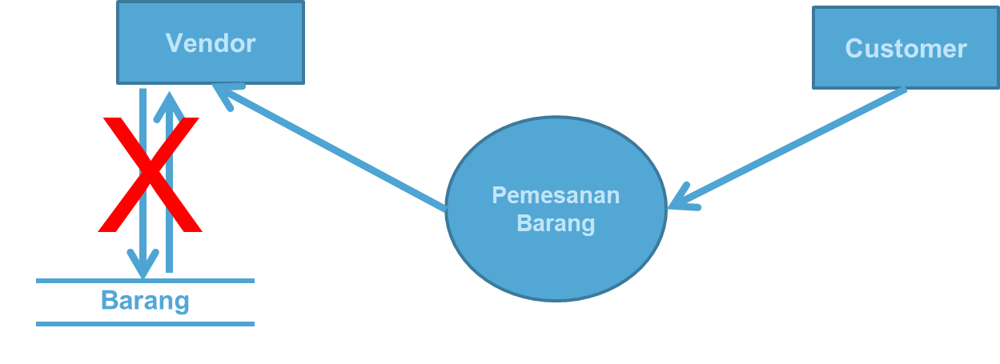 Vendor
Customer
Pemesanan
Barang
Barang